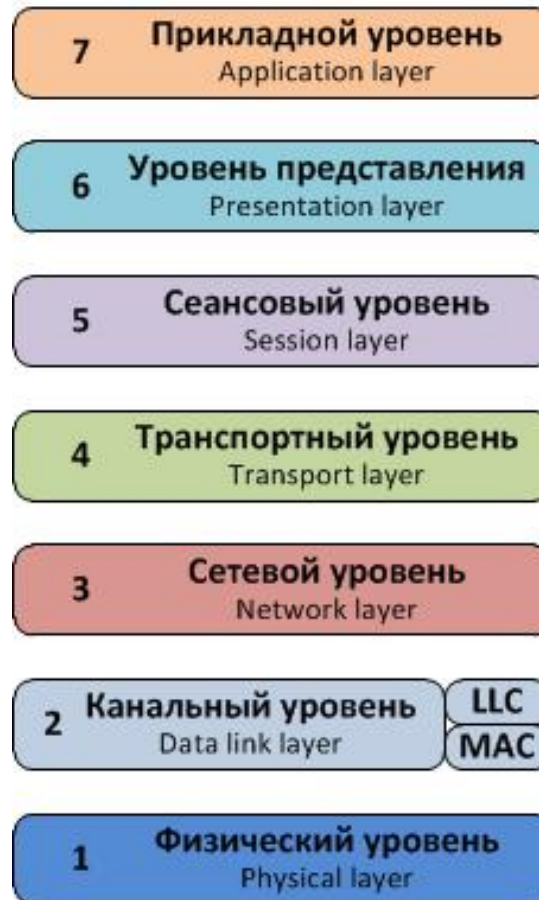 7 Прикладной уровень
Application layer
6 Уровень представления
Presentation layer
5 Сеансовый уровень
Session layer
4 Транспортный уровень
Transport layer
3 Сетевой уровень
Network layer
2 Канальный уровень LLC
Data link layer MAC
1 Физический уровень
Physical layer